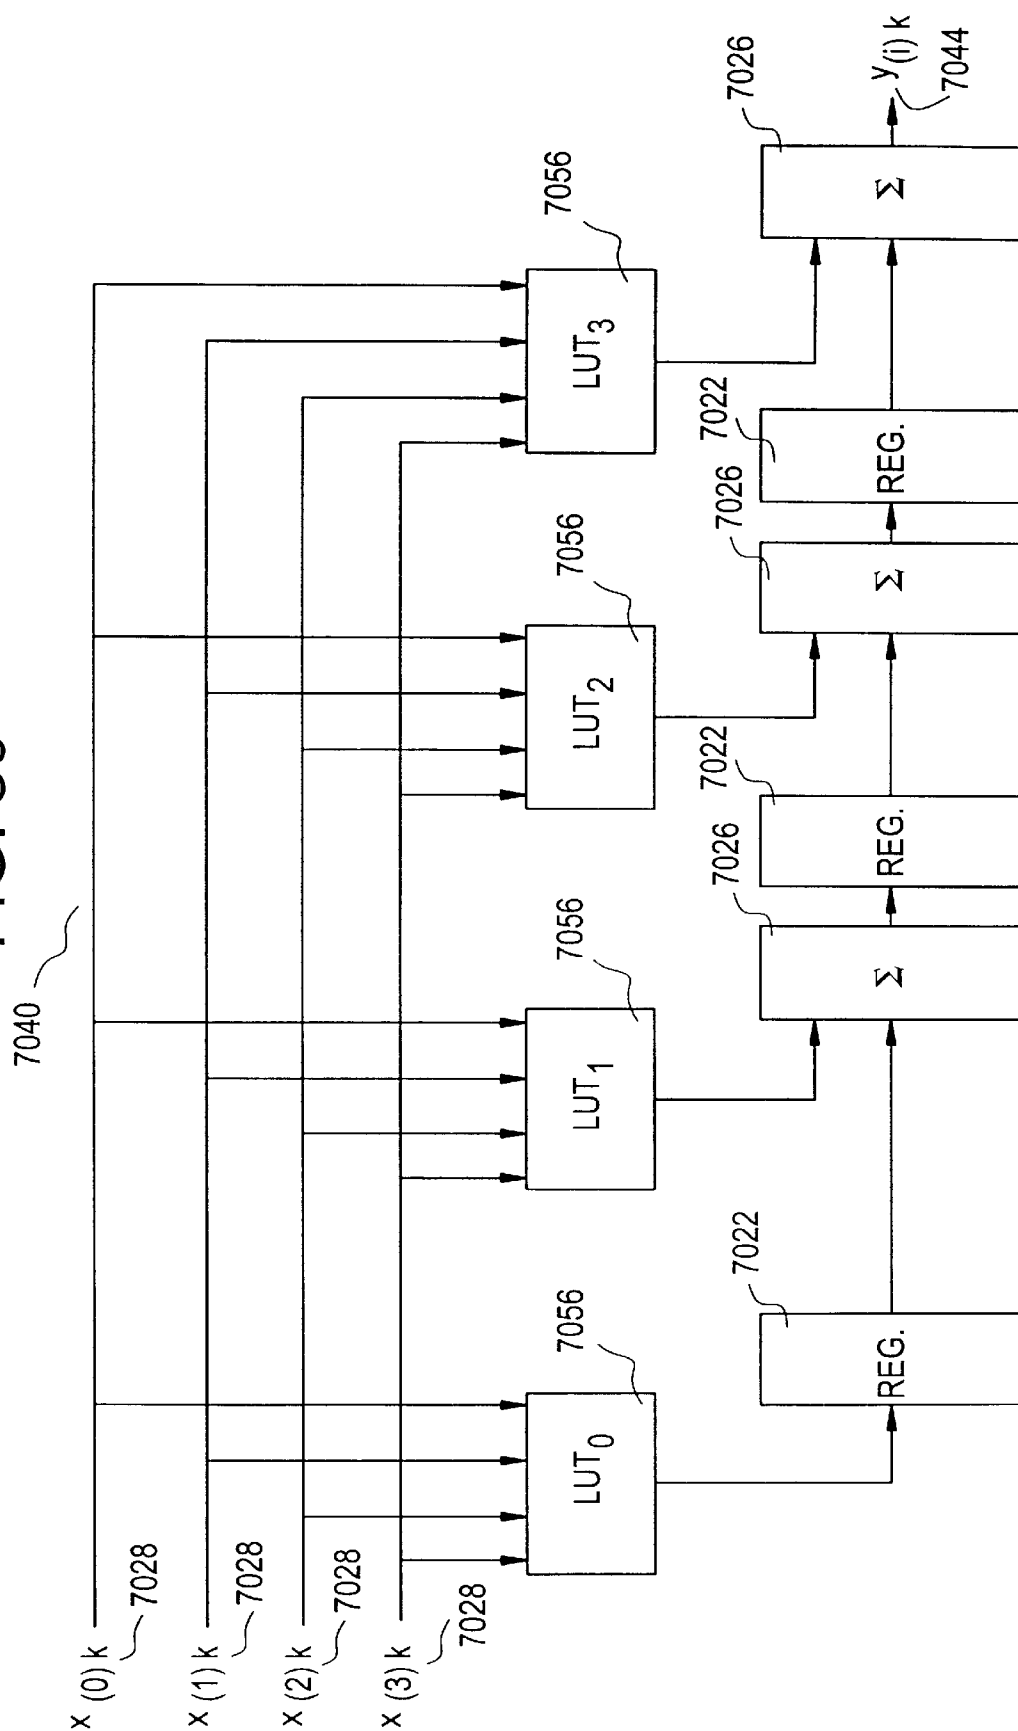 7040
x (0) k
7028
x (1) k
7028
x (2) k
7028
x (3) k
7028
LUT0
7056
LUT1
7056
LUT2
7056
LUT3
7056
REG.
7022
Σ
7026
REG.
7022
Σ
7026
REG.
7022
Σ
7026
y(i) k
7044